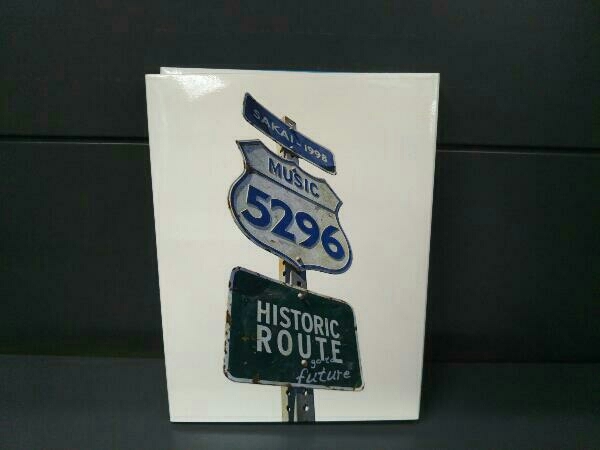 SAKAI-1998
MUSIC
5296
HISTORIC
ROUTE
go to
future